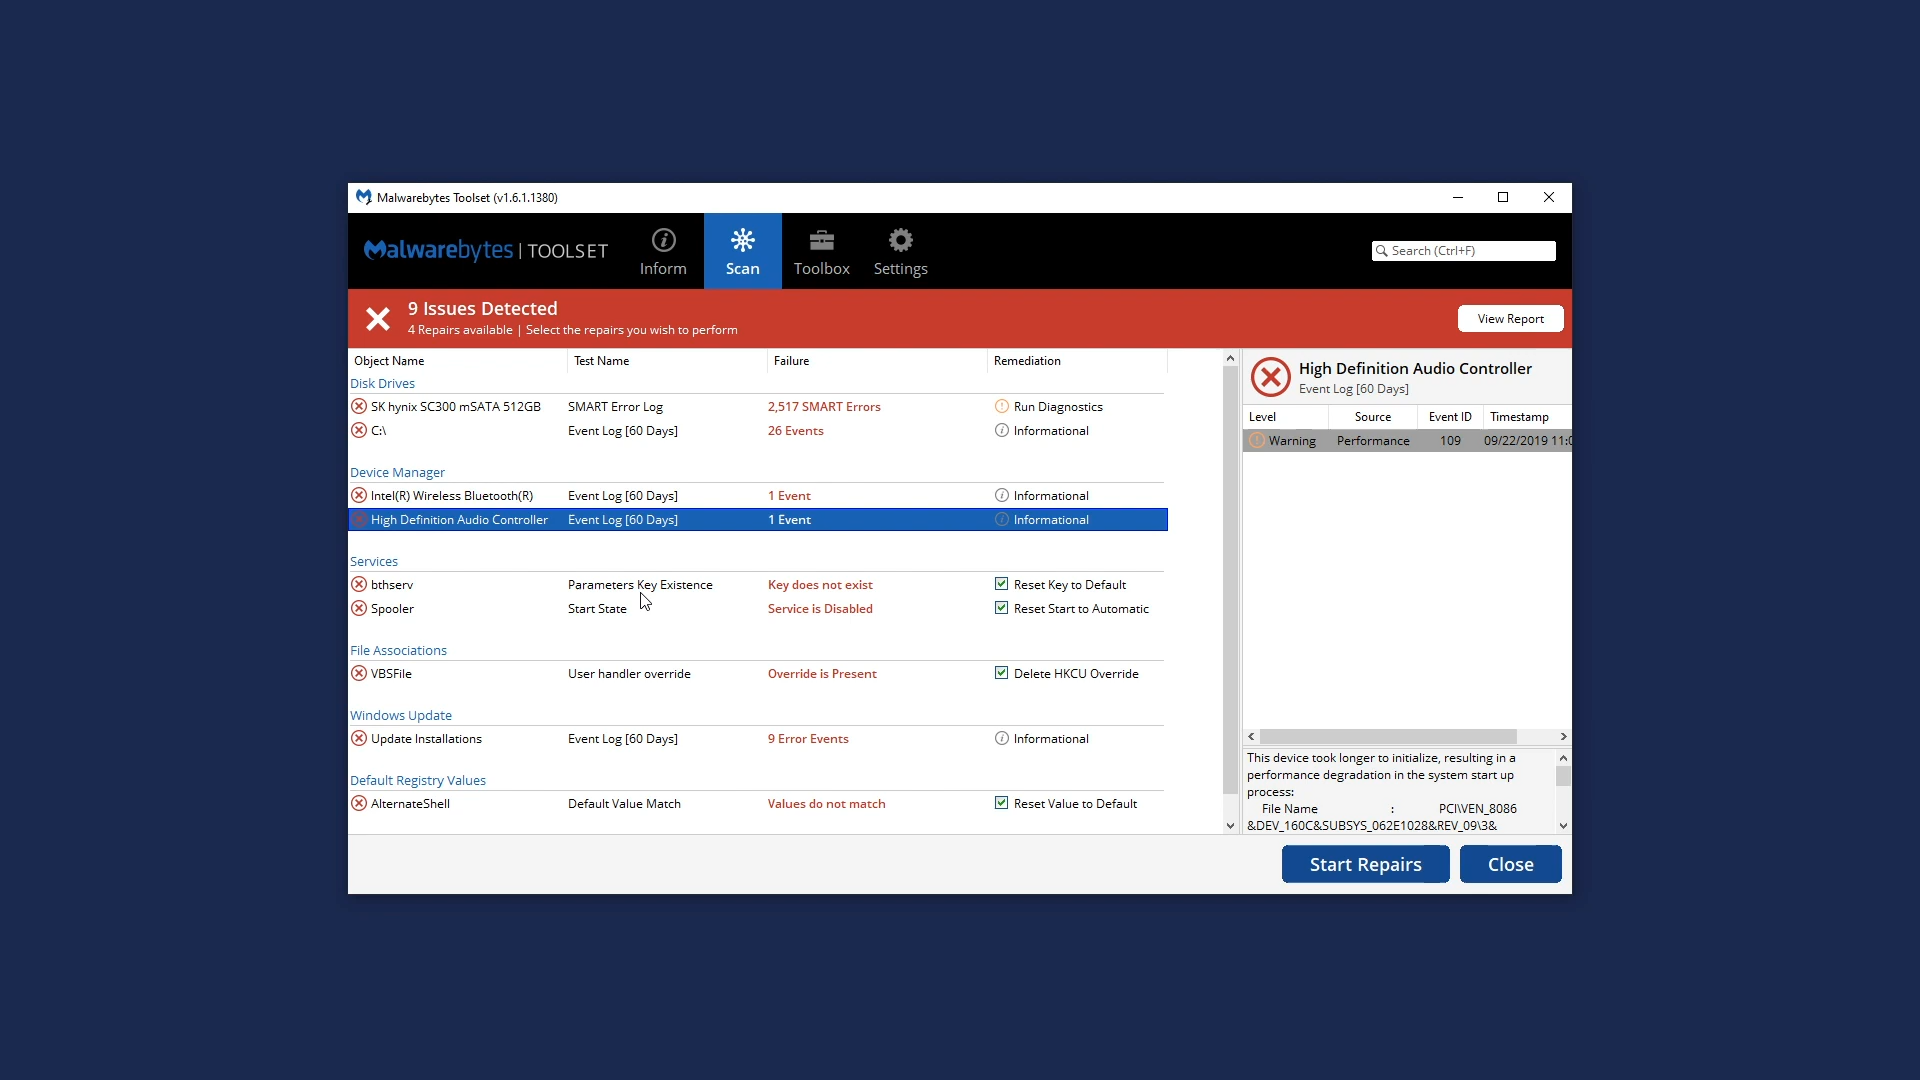 Malwarebytes Toolset (v1.6.1.1380)
Malwarebytes | TOOLSET
Inform
Scan
Toolbox
Settings
Search (Ctrl+F)
9 Issues Detected
4 Repairs available | Select the repairs you wish to perform
View Report
Object Name Test Name Failure Remediation
Disk Drives
SK hynix SC300 mSATA 512GB SMART Error Log 2,517 SMART Errors Run Diagnostics
C:\ Event Log [60 Days] 26 Events Informational
Device Manager
Intel(R) Wireless Bluetooth(R) Event Log [60 Days] 1 Event Informational
High Definition Audio Controller Event Log [60 Days] 1 Event Informational
Services
bthserv Parameters Key Existence Key does not exist Reset Key to Default
Spooler Start State Service is Disabled Reset Start to Automatic
File Associations
VBSFile User handler override Override is Present Delete HKCU Override
Windows Update
Update Installations Event Log [60 Days] 9 Error Events Informational
Default Registry Values
AlternateShell Default Value Match Values do not match Reset Value to Default
High Definition Audio Controller
Event Log [60 Days]
Level Source Event ID Timestamp
Warning Performance 109 09/22/2019 11:0
This device took longer to initialize, resulting in a
performance degradation in the system start up
process:
File Name : PCI\VEN_8086
&DEV_160C&SUBSYS_062E1028&REV_09\3&
Start Repairs
Close